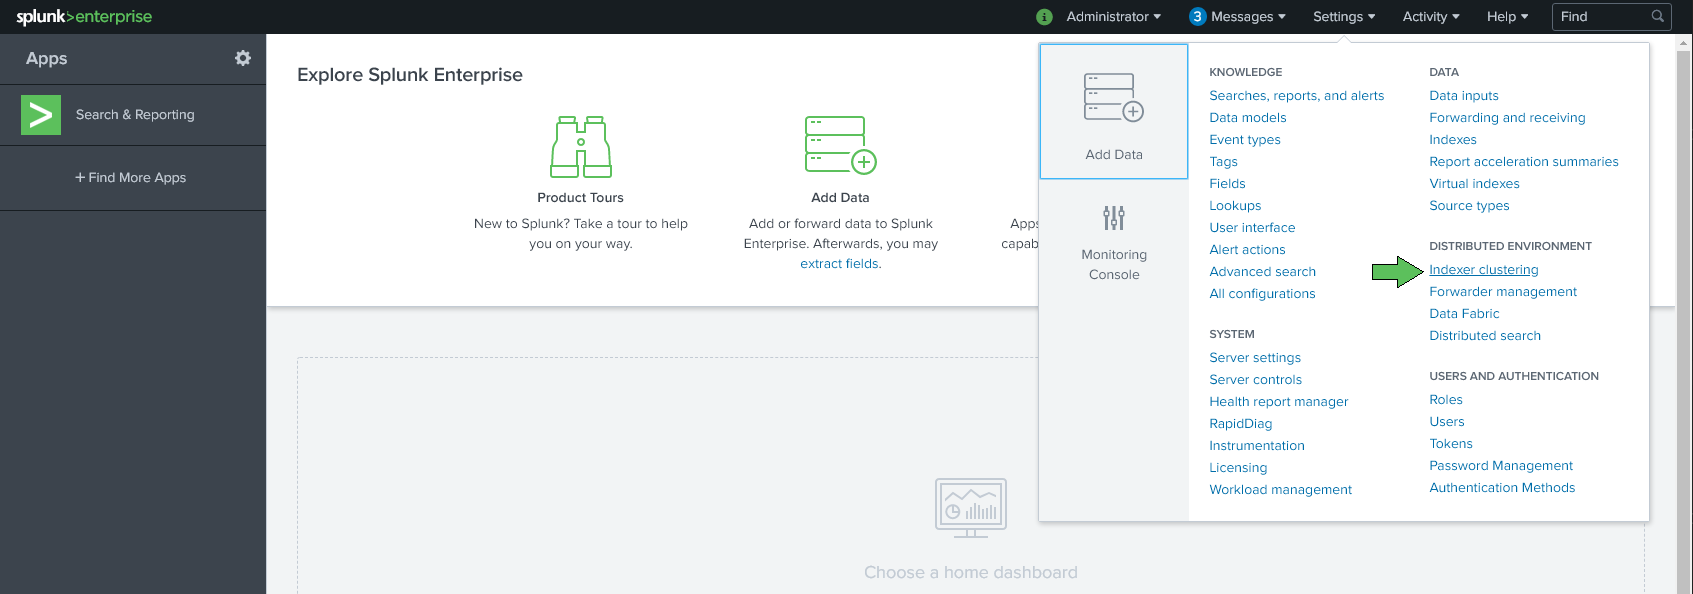 splunk>enterprise
i
Administrator
3 Messages
Settings
Activity
Help
Find
Apps
Search & Reporting
+ Find More Apps
Explore Splunk Enterprise
Product Tours
New to Splunk? Take a tour to help
you on your way.
Add Data
Add or forward data to Splunk
Enterprise. Afterwards, you may
extract fields.
Apps
capab
Choose a home dashboard
Add Data
Monitoring
Console
KNOWLEDGE
Searches, reports, and alerts
Data models
Event types
Tags
Fields
Lookups
User interface
Alert actions
Advanced search
All configurations
SYSTEM
Server settings
Server controls
Health report manager
RapidDiag
Instrumentation
Licensing
Workload management
DATA
Data inputs
Forwarding and receiving
Indexes
Report acceleration summaries
Virtual indexes
Source types
DISTRIBUTED ENVIRONMENT
Indexer clustering
Forwarder management
Data Fabric
Distributed search
USERS AND AUTHENTICATION
Roles
Users
Tokens
Password Management
Authentication Methods